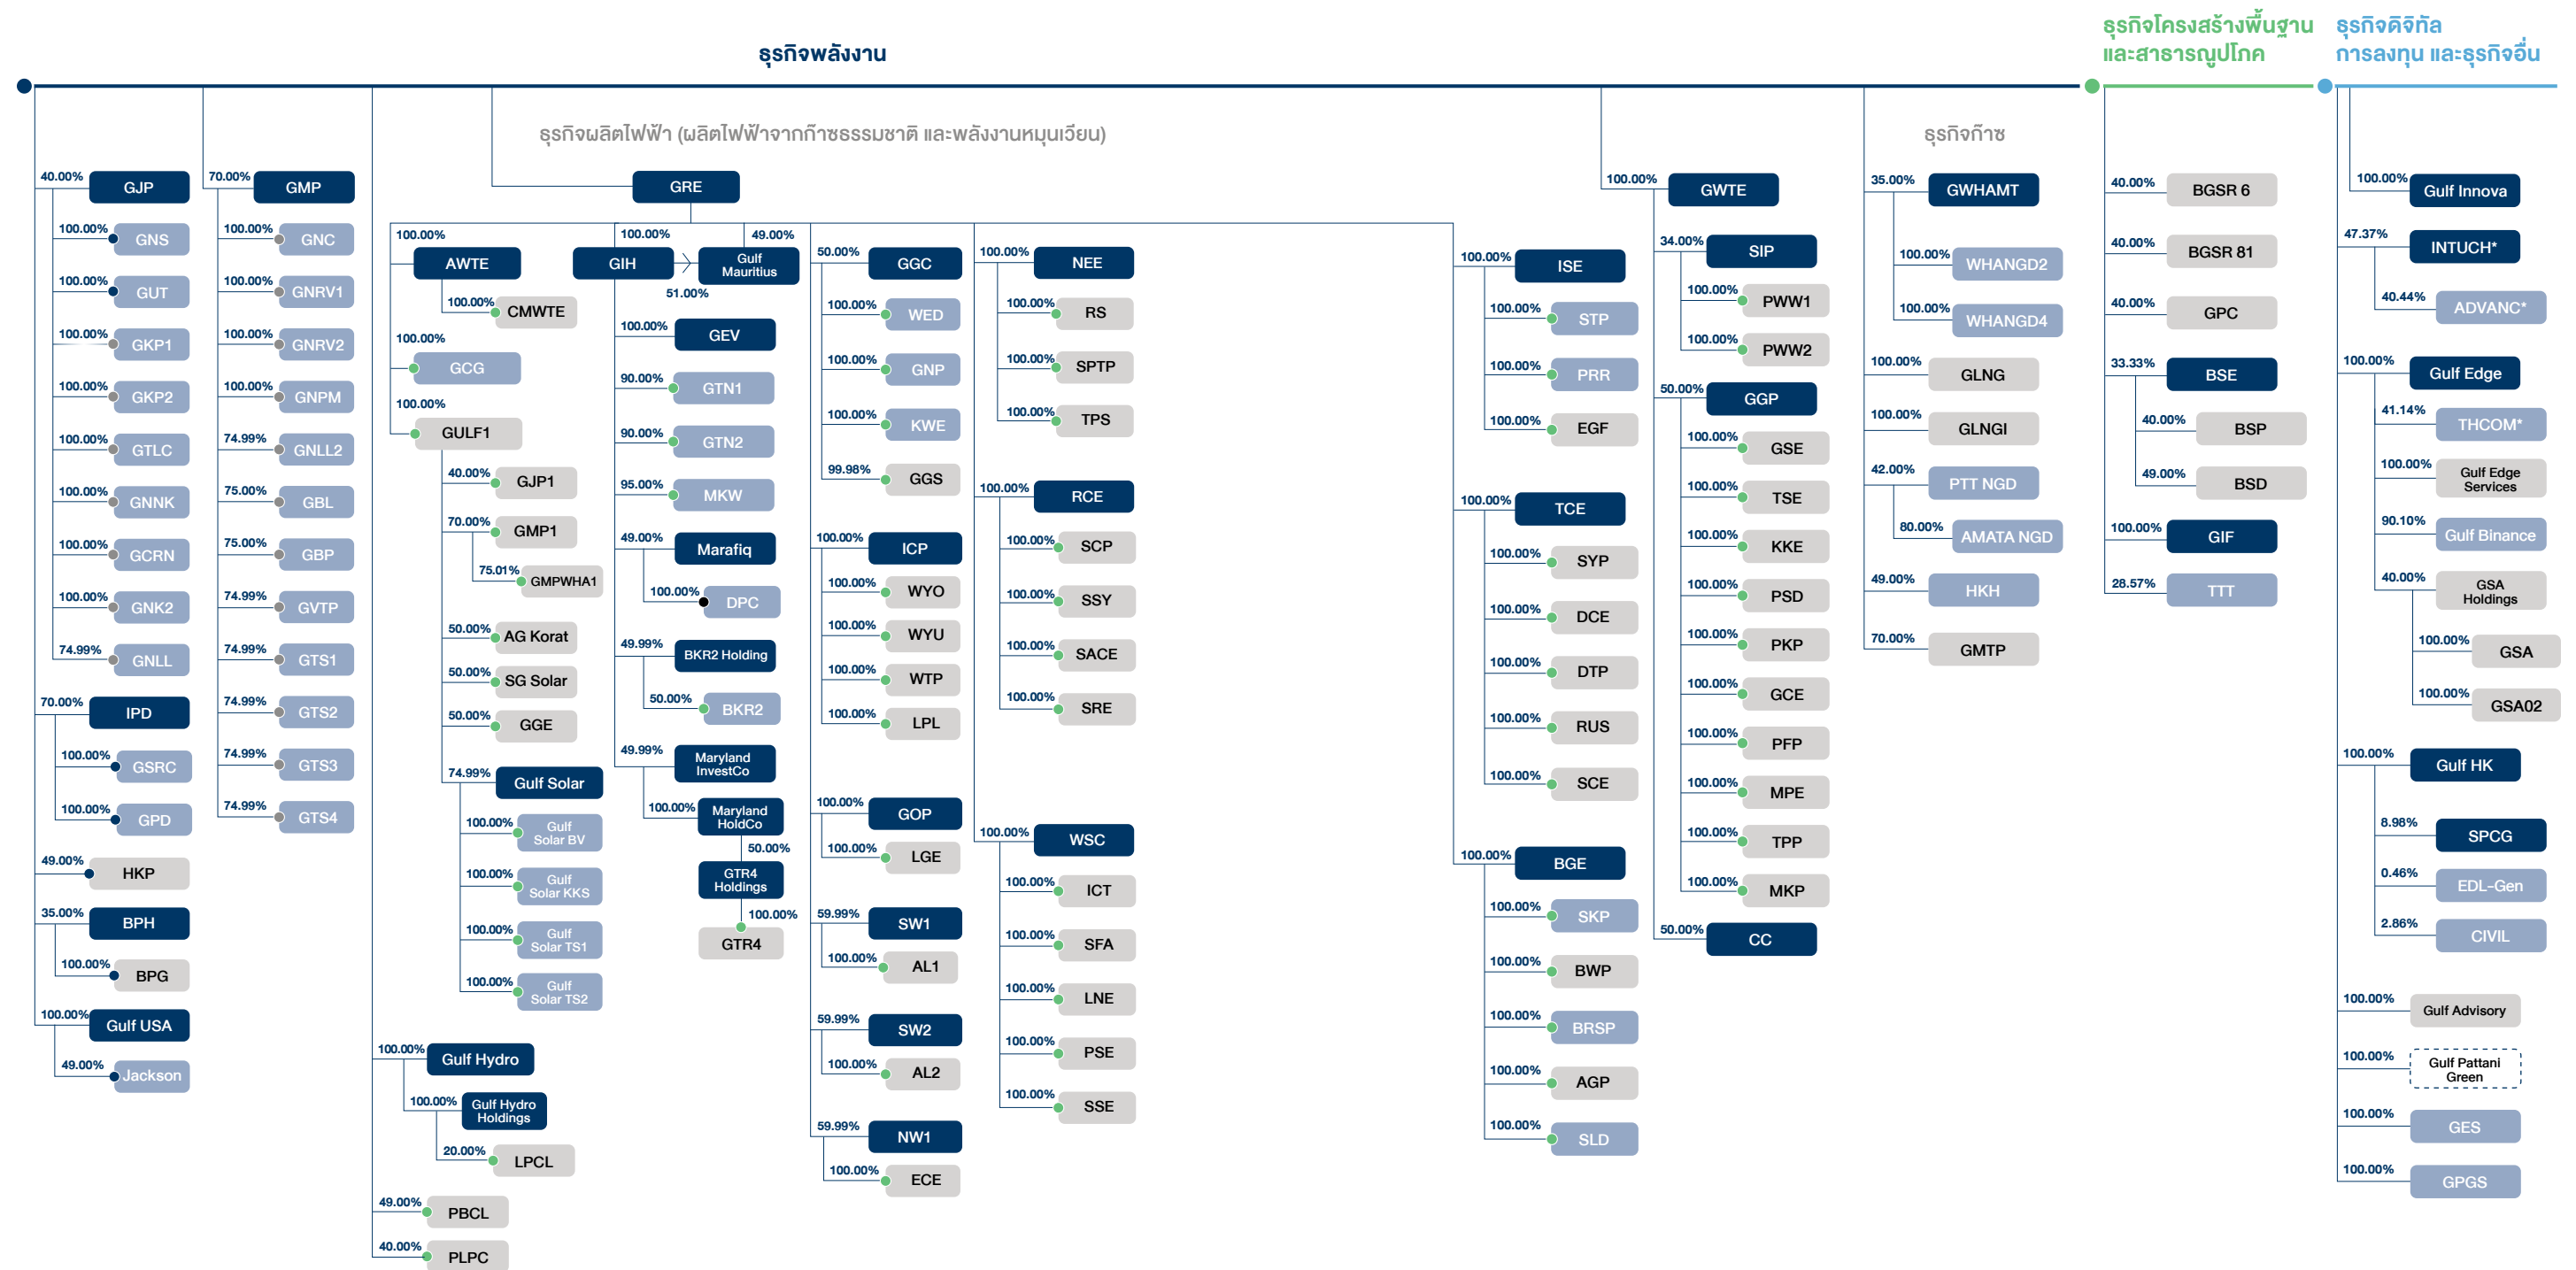 ธุรกิจพลังงาน
ธุรกิจโครงสร้างพื้นฐาน
และสาธารณูปโภค
ธุรกิจดิจิทัล
การลงทุน และธุรกิจอื่น
ธุรกิจผลิตไฟฟ้า (ผลิตไฟฟ้าจากก๊าซธรรมชาติ และพลังงานหมุนเวียน)
ธุรกิจก๊าซ
40.00% GJP
100.00% GNS
100.00% GUT
100.00% GKP1
100.00% GKP2
100.00% GTLC
100.00% GNNK
100.00% GCRN
100.00% GNK2
74.99% GNLL
70.00% IPD
100.00% GSRC
100.00% GPD
49.00% HKP
35.00% BPH
100.00% BPG
100.00% Gulf USA
49.00% Jackson
70.00% GMP
100.00% GNC
100.00% GNRV1
100.00% GNRV2
100.00% GNPM
74.99% GNLL2
75.00% GBL
75.00% GBP
74.99% GVTP
74.99% GTS1
74.99% GTS2
74.99% GTS3
74.99% GTS4
GRE
100.00% AWTE
100.00% CMWTE
100.00% GCG
100.00% GULF1
40.00% GJP1
70.00% GMP1
75.01% GMPWHA1
50.00% AG Korat
50.00% SG Solar
50.00% GGE
74.99% Gulf Solar
100.00% Gulf
Solar BV
100.00% Gulf
Solar KKS
100.00% Gulf
Solar TS1
100.00% Gulf
Solar TS2
100.00% Gulf Hydro
100.00% Gulf Hydro
Holdings
20.00% LPCL
49.00% PBCL
40.00% PLPC
100.00% GIH
49.00% Gulf
Mauritius
51.00%
100.00% GEV
90.00% GTN1
90.00% GTN2
95.00% MKW
49.00% Marafiq
100.00% DPC
49.99% BKR2 Holding
50.00% BKR2
49.99% Maryland
InvestCo
100.00% Maryland
HoldCo
50.00%
GTR4
Holdings
100.00%
GTR4
50.00% GGC
100.00% WED
100.00% GNP
100.00% KWE
99.98% GGS
100.00% ICP
100.00% WYO
100.00% WYU
100.00% WTP
100.00% LPL
100.00% GOP
100.00% LGE
59.99% SW1
100.00% AL1
59.99% SW2
100.00% AL2
59.99% NW1
100.00% ECE
100.00% NEE
100.00% RS
100.00% SPTP
100.00% TPS
100.00% RCE
100.00% SCP
100.00% SSY
100.00% SACE
100.00% SRE
100.00% WSC
100.00% ICT
100.00% SFA
100.00% LNE
100.00% PSE
100.00% SSE
100.00% ISE
100.00% STP
100.00% PRR
100.00% EGF
100.00% TCE
100.00% SYP
100.00% DCE
100.00% DTP
100.00% RUS
100.00% SCE
100.00% BGE
100.00% SKP
100.00% BWP
100.00% BRSP
100.00% AGP
100.00% SLD
100.00% GWTE
34.00% SIP
100.00% PWW1
100.00% PWW2
50.00% GGP
100.00% GSE
100.00% TSE
100.00% KKE
100.00% PSD
100.00% PKP
100.00% GCE
100.00% PFP
100.00% MPE
100.00% TPP
100.00% MKP
50.00% CC
35.00% GWHAMT
100.00% WHANGD2
100.00% WHANGD4
100.00% GLNG
100.00% GLNGI
42.00% PTT NGD
80.00% AMATA NGD
49.00% HKH
70.00% GMTP
40.00% BGSR 6
40.00% BGSR 81
40.00% GPC
33.33% BSE
40.00% BSP
49.00% BSD
100.00% GIF
28.57% TTT
100.00% Gulf Innova
47.37% INTUCH*
40.44% ADVANC*
100.00% Gulf Edge
41.14% THCOM*
100.00% Gulf Edge
Services
90.10% Gulf Binance
40.00% GSA
Holdings
100.00% GSA
100.00% GSA02
100.00% Gulf HK
8.98% SPCG
0.46% EDL-Gen
2.86% CIVIL
100.00% Gulf Advisory
100.00% Gulf Pattani
Green
100.00% GES
100.00% GPGS